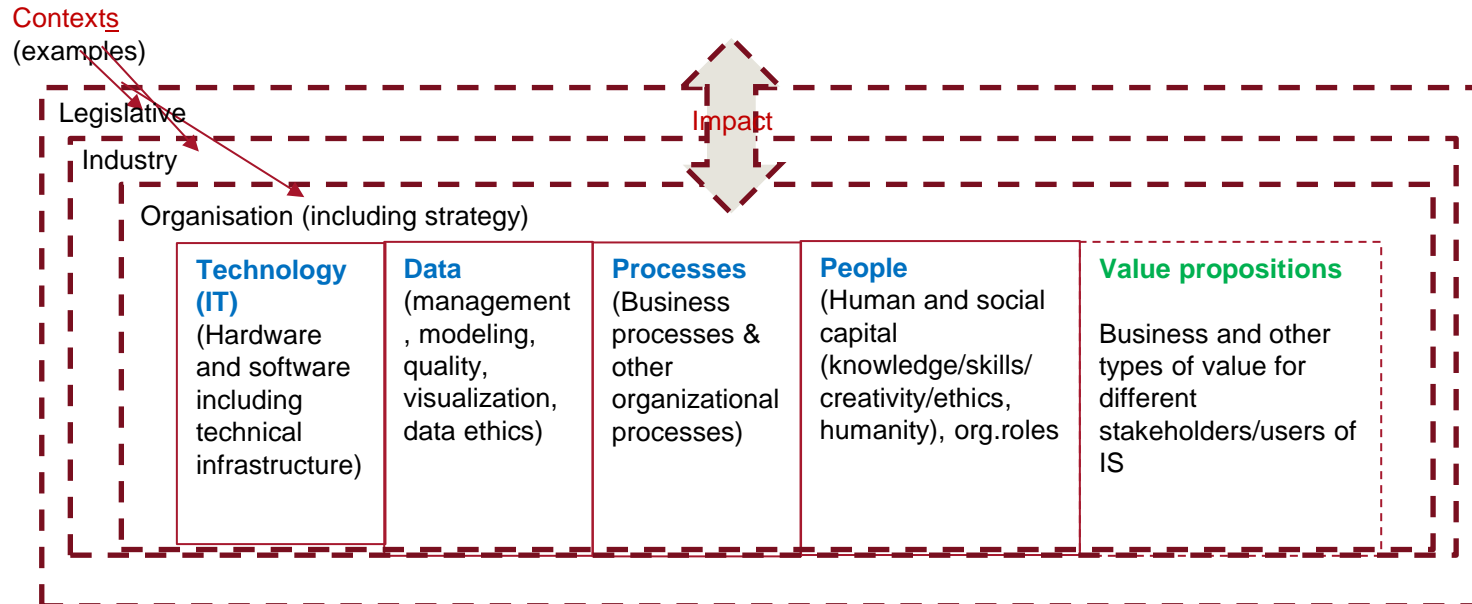 Contexts
(examples)
Legislative
Impact
Industry
Organisation (including strategy)
Technology
(IT)
(Hardware
and software
including
technical
infrastructure)
Data
(management
, modeling,
quality,
visualization,
data ethics)
Processes
(Business
processes &
other
organizational
processes)
People
(Human and social
capital
(knowledge/skills/
creativity/ethics,
humanity), org.roles
Value propositions
Business and other
types of value for
different
stakeholders/users of
IS